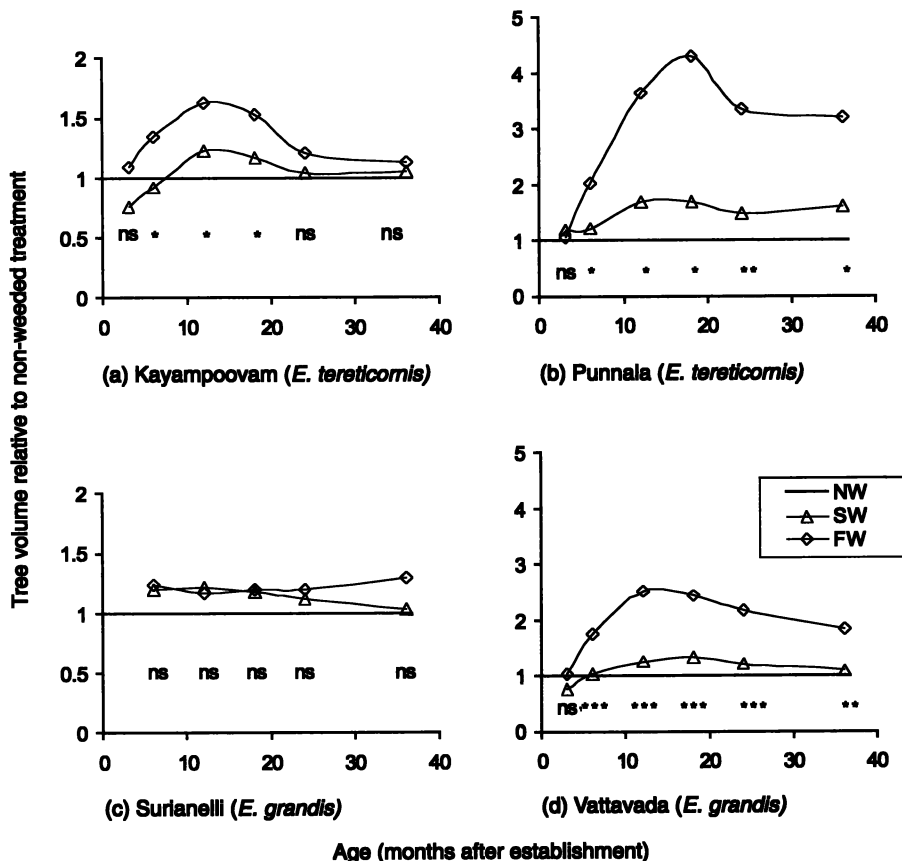 Tree volume relative to non-weeded treatment
2
1.5
1
0.5
0
ns * * * ns ns
0 10 20 30 40
(a) Kayampoovam (E. tereticornis)
5
4
3
2
1
0
ns * * * ** *
0 10 20 30 40
(b) Punnala (E. tereticornis)
2
1.5
1
0.5
0
ns ns ns ns ns
0 10 20 30 40
(c) Surianelli (E. grandis)
5
4
3
2
1
0
NW
SW
FW
ns *** *** *** *** **
0 10 20 30 40
(d) Vattavada (E. grandis)
Age (months after establishment)